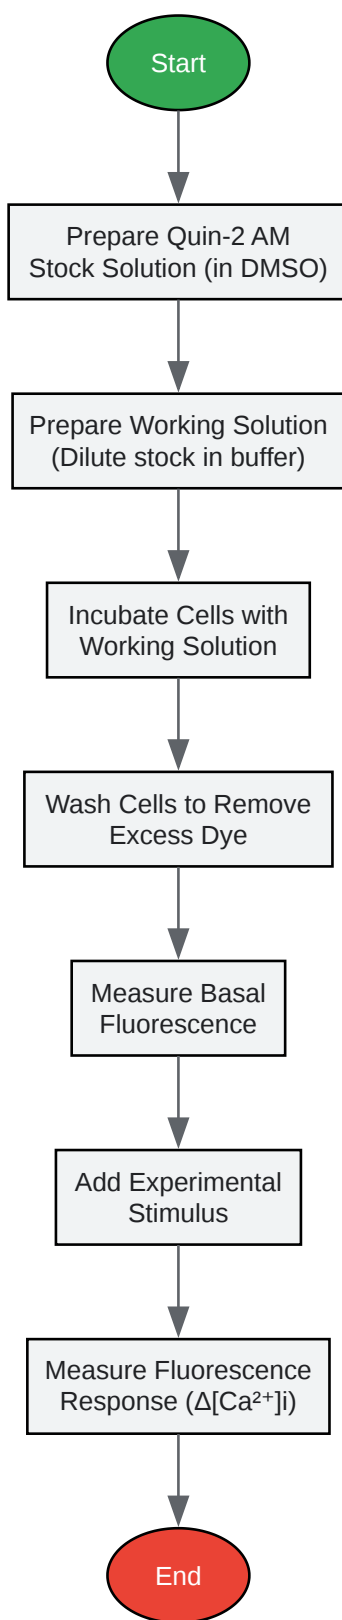 Start
Prepare Quin-2 AM
Stock Solution (in DMSO)
Prepare Working Solution
(Dilute stock in buffer)
Incubate Cells with
Working Solution
Wash Cells to Remove
Excess Dye
Measure Basal
Fluorescence
Add Experimental
Stimulus
Measure Fluorescence
Response (Δ[Ca²⁺]i)
End